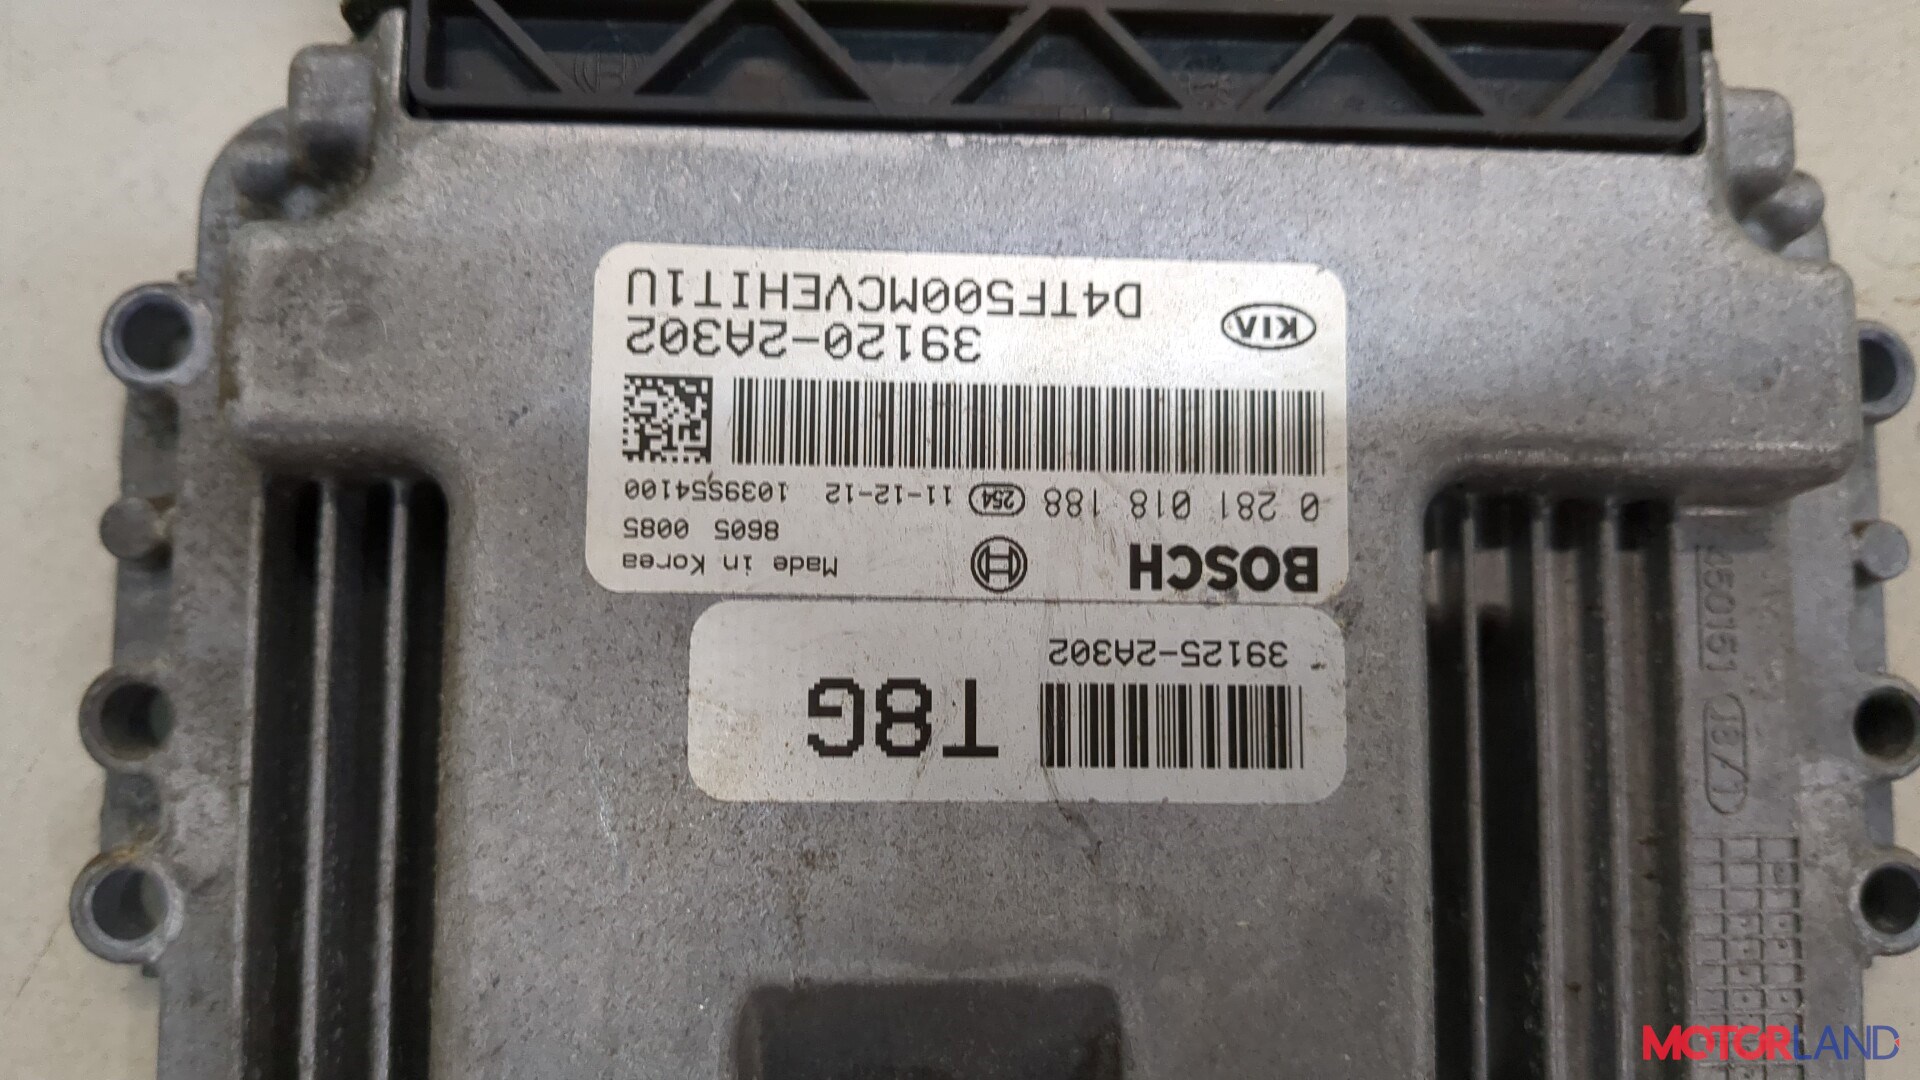 39125-2A302
T8G
BOSCH
Made in Korea
8605 0085
0 281 018 188 254 11-12-12 1039S54100
39120-2A302
KIA
D4TF500MCVEHIT1U
MOTORLAND